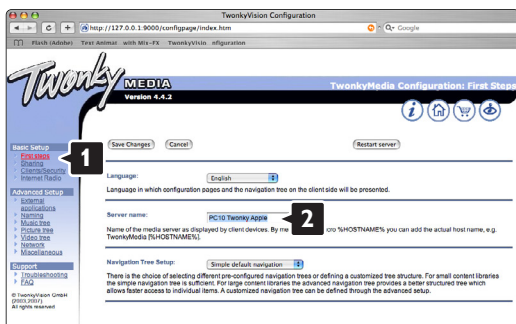 TwonkyVision Configuration
http://127.0.0.1:9000/configpage/index.htm
Google
Flash (Adobe) Text Animat with Mix-FX TwonkyVisin nfiguration
Twonky MEDIA
Version 4.4.2
TwonkyMedia Configuration: First Steps
Basic Setup
First steps
Sharing
Clients/Security
Internet Radio
1
Save Changes Cancel Restart server
Language: English
Language in which configuration pages and the navigation tree on the client side will be presented.
Advanced Setup
External
applications
Naming
Music tree
Picture tree
Video tree
Network
Miscellaneous
Server name: PC10 Twonky Apple
2
Name of the media server as displayed by client devices. By me cro %HOSTNAME% you can add the actual host name, e.g.
TwonkyMedia [%HOSTNAME%].
Support
Troubleshooting
FAQ
© TwonkyVision GmbH
(2003,2007).
All rights reserved
Navigation Tree Setup: Simple default navigation
There is the choice of selecting different pre-configured navigation trees or defining a customized tree structure. For small content libraries
the simple navigation tree is sufficient. For large content libraries the advanced navigation tree provides a better structured tree which
allows faster access to individual items. A customized navigation tree can be defined through the advanced setup.